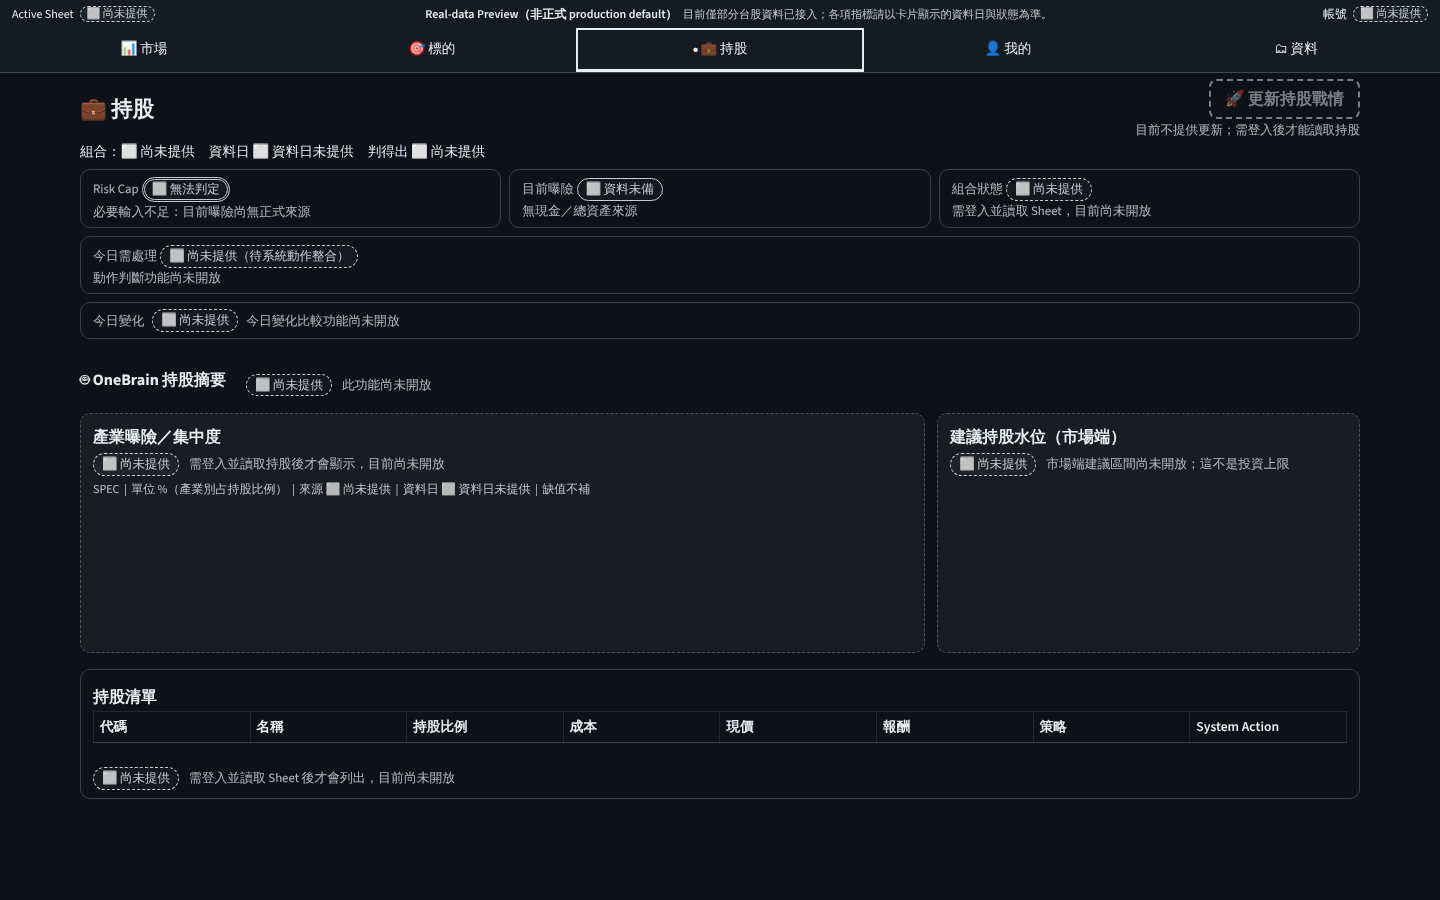 Active Sheet ⬜ 尚未提供 Real-data Preview（非正式 production default） 目前僅部分台股資料已接入；各項指標請以卡片顯示的資料日與狀態為準。 帳號 ⬜ 尚未提供
📊 市場 🎯 標的 ● 💼 持股 👤 我的 🗂 資料
💼 持股 🚀 更新持股戰情
目前不提供更新；需登入後才能讀取持股
組合：⬜ 尚未提供 資料日 ⬜ 資料日未提供 判得出 ⬜ 尚未提供
Risk Cap ⬜ 無法判定
必要輸入不足：目前曝險尚無正式來源
目前曝險 ⬜ 資料未備
無現金／總資產來源
組合狀態 ⬜ 尚未提供
需登入並讀取 Sheet，目前尚未開放
今日需處理 ⬜ 尚未提供（待系統動作整合）
動作判斷功能尚未開放
今日變化 ⬜ 尚未提供 今日變化比較功能尚未開放
OneBrain 持股摘要 ⬜ 尚未提供 此功能尚未開放
產業曝險／集中度
⬜ 尚未提供 需登入並讀取持股後才會顯示，目前尚未開放
SPEC｜單位 %（產業別占持股比例）｜來源 ⬜ 尚未提供｜資料日 ⬜ 資料日未提供｜缺值不補
建議持股水位（市場端）
⬜ 尚未提供 市場端建議區間尚未開放；這不是投資上限
持股清單
代碼 名稱 持股比例 成本 現價 報酬 策略 System Action
⬜ 尚未提供 需登入並讀取 Sheet 後才會列出，目前尚未開放